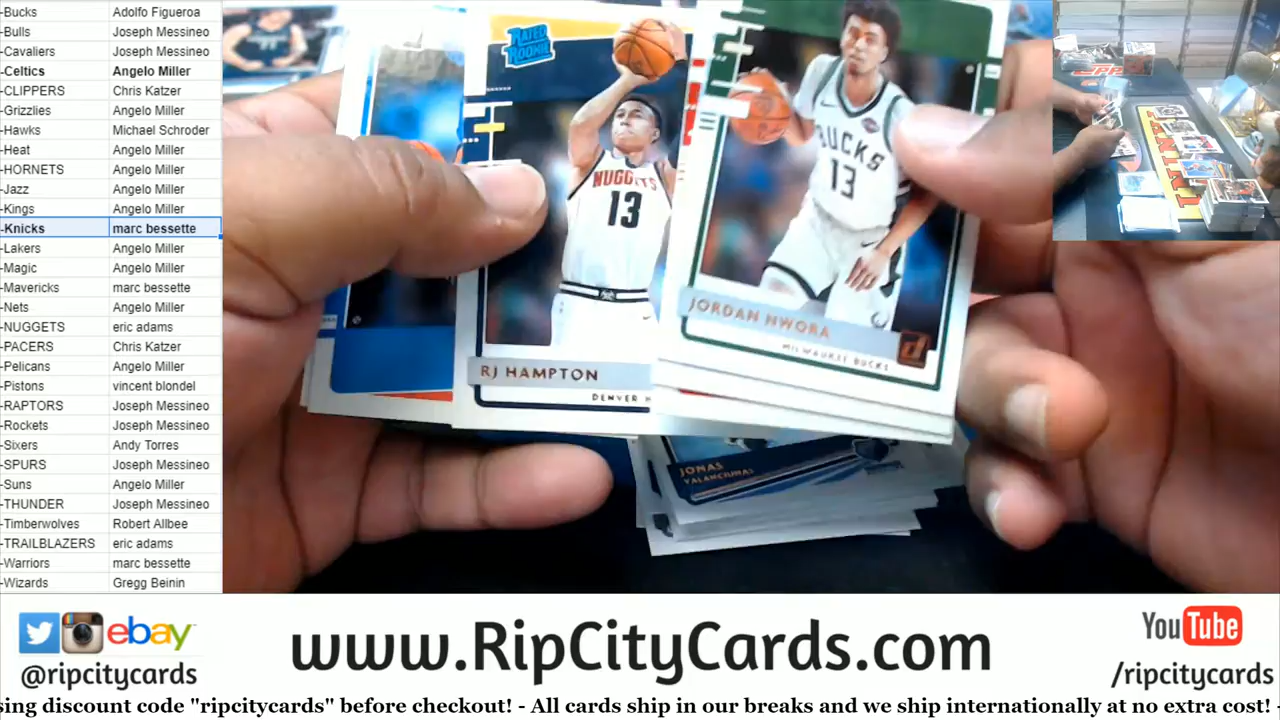 -Bucks Adolfo Figueroa
-Bulls Joseph Messineo
-Cavaliers Joseph Messineo
-Celtics Angelo Miller
-CLIPPERS Chris Katzer
-Grizzlies Angelo Miller
-Hawks Michael Schroder
-Heat Angelo Miller
-HORNETS Angelo Miller
-Jazz Angelo Miller
-Kings Angelo Miller
-Knicks marc bessette
-Lakers Angelo Miller
-Magic Angelo Miller
-Mavericks marc bessette
-Nets Angelo Miller
-NUGGETS eric adams
-PACERS Chris Katzer
-Pelicans Angelo Miller
-Pistons vincent blondel
-RAPTORS Joseph Messineo
-Rockets Joseph Messineo
-Sixers Andy Torres
-SPURS Joseph Messineo
-Suns Angelo Miller
-THUNDER Joseph Messineo
-Timberwolves Robert Allbee
-TRAILBLAZERS eric adams
-Warriors marc bessette
-Wizards Gregg Beinin
RATED
ROOKIE
NUGGETS
13
RJ HAMPTON
DENVER
BUCKS
13
JORDAN NWORA
MILWAUKEE BUCKS
d
JONAS
VALANCIUNAS
PANINI
ebay
@ripcitycards
www.RipCityCards.com
You Tube
/ripcitycards
sing discount code "ripcitycards" before checkout! - All cards ship in our breaks and we ship internationally at no extra cost! -